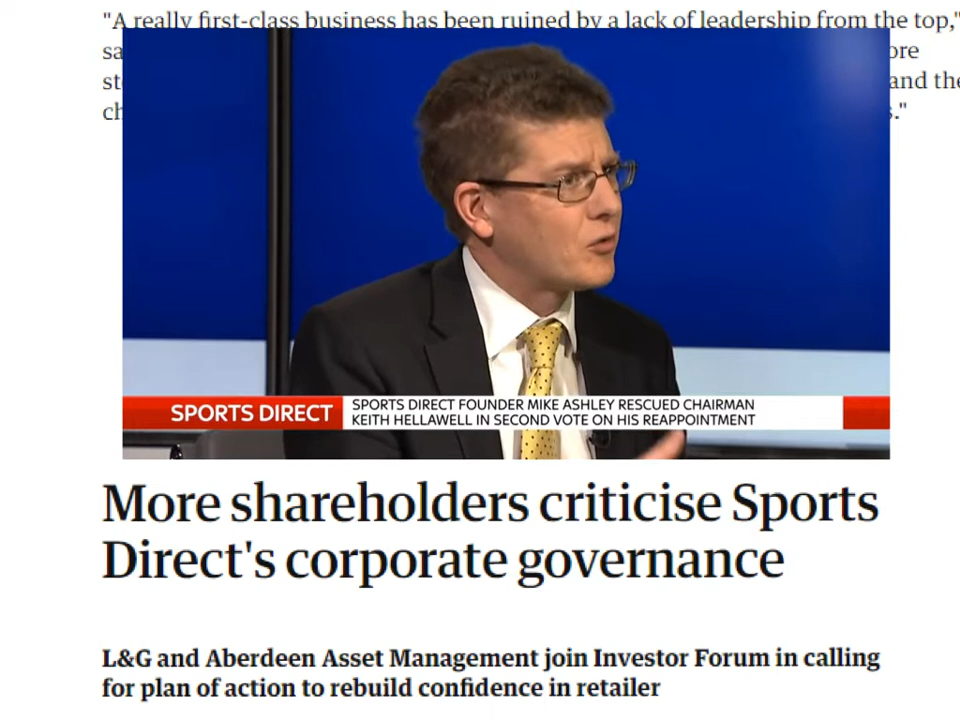 "A really first-class business has been ruined by a lack of leadership from the top,"
sa ore
st and the
ch s."
SPORTS DIRECT
SPORTS DIRECT FOUNDER MIKE ASHLEY RESCUED CHAIRMAN
KEITH HELLAWELL IN SECOND VOTE ON HIS REAPPOINTMENT
More shareholders criticise Sports
Direct's corporate governance
L&G and Aberdeen Asset Management join Investor Forum in calling
for plan of action to rebuild confidence in retailer